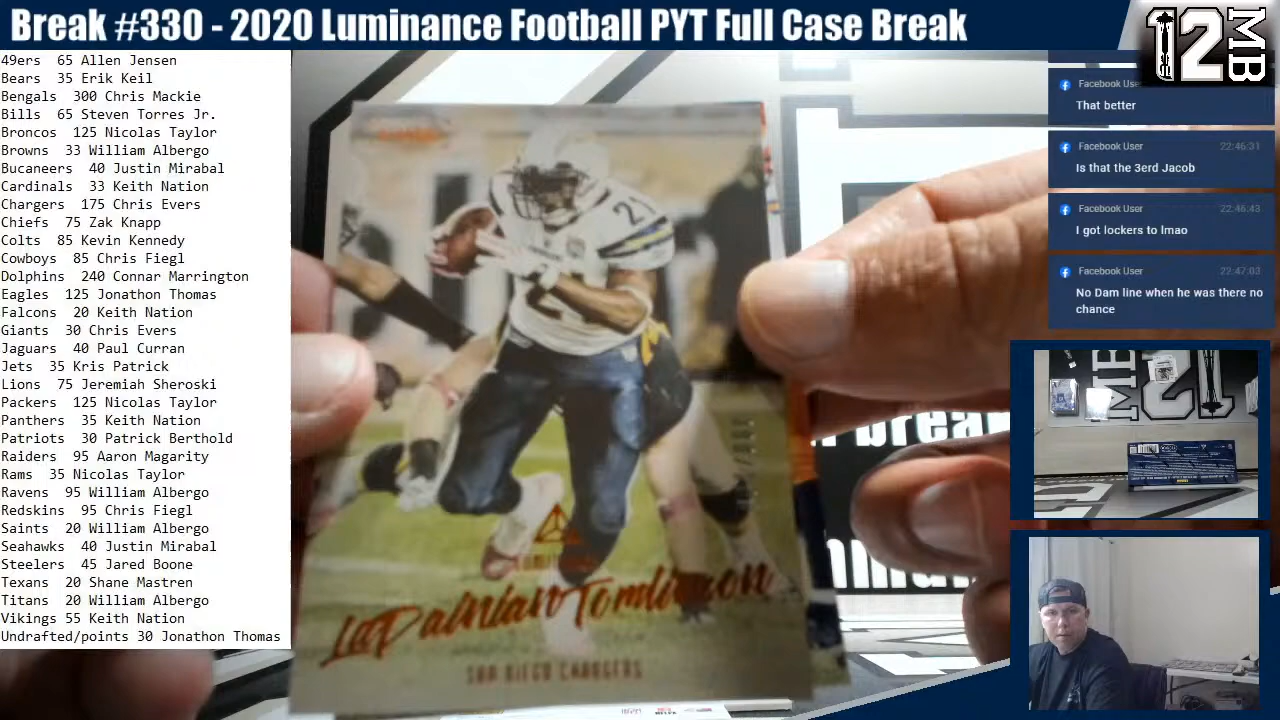 Break #330 - 2020 Luminance Football PYT Full Case Break
12
MB
49ers 65 Allen Jensen
Bears 35 Erik Keil
Bengals 300 Chris Mackie
Bills 65 Steven Torres Jr.
Broncos 125 Nicolas Taylor
Browns 33 William Albergo
Bucaneers 40 Justin Mirabal
Cardinals 33 Keith Nation
Chargers 175 Chris Evers
Chiefs 75 Zak Knapp
Colts 85 Kevin Kennedy
Cowboys 85 Chris Fiegl
Dolphins 240 Connar Marrington
Eagles 125 Jonathon Thomas
Falcons 20 Keith Nation
Giants 30 Chris Evers
Jaguars 40 Paul Curran
Jets 35 Kris Patrick
Lions 75 Jeremiah Sheroski
Packers 125 Nicolas Taylor
Panthers 35 Keith Nation
Patriots 30 Patrick Berthold
Raiders 95 Aaron Magarity
Rams 35 Nicolas Taylor
Ravens 95 William Albergo
Redskins 95 Chris Fiegl
Saints 20 William Albergo
Seahawks 40 Justin Mirabal
Steelers 45 Jared Boone
Texans 20 Shane Mastren
Titans 20 William Albergo
Vikings 55 Keith Nation
Undrafted/points 30 Jonathon Thomas
21
LaDainian Tomlinson
SAN DIEGO CHARGERS
Facebook User
That better
Facebook User 22:46:31
Is that the 3erd Jacob
Facebook User 22:46:43
I got lockers to lmao
Facebook User 22:47:03
No Dam line when he was there no
chance